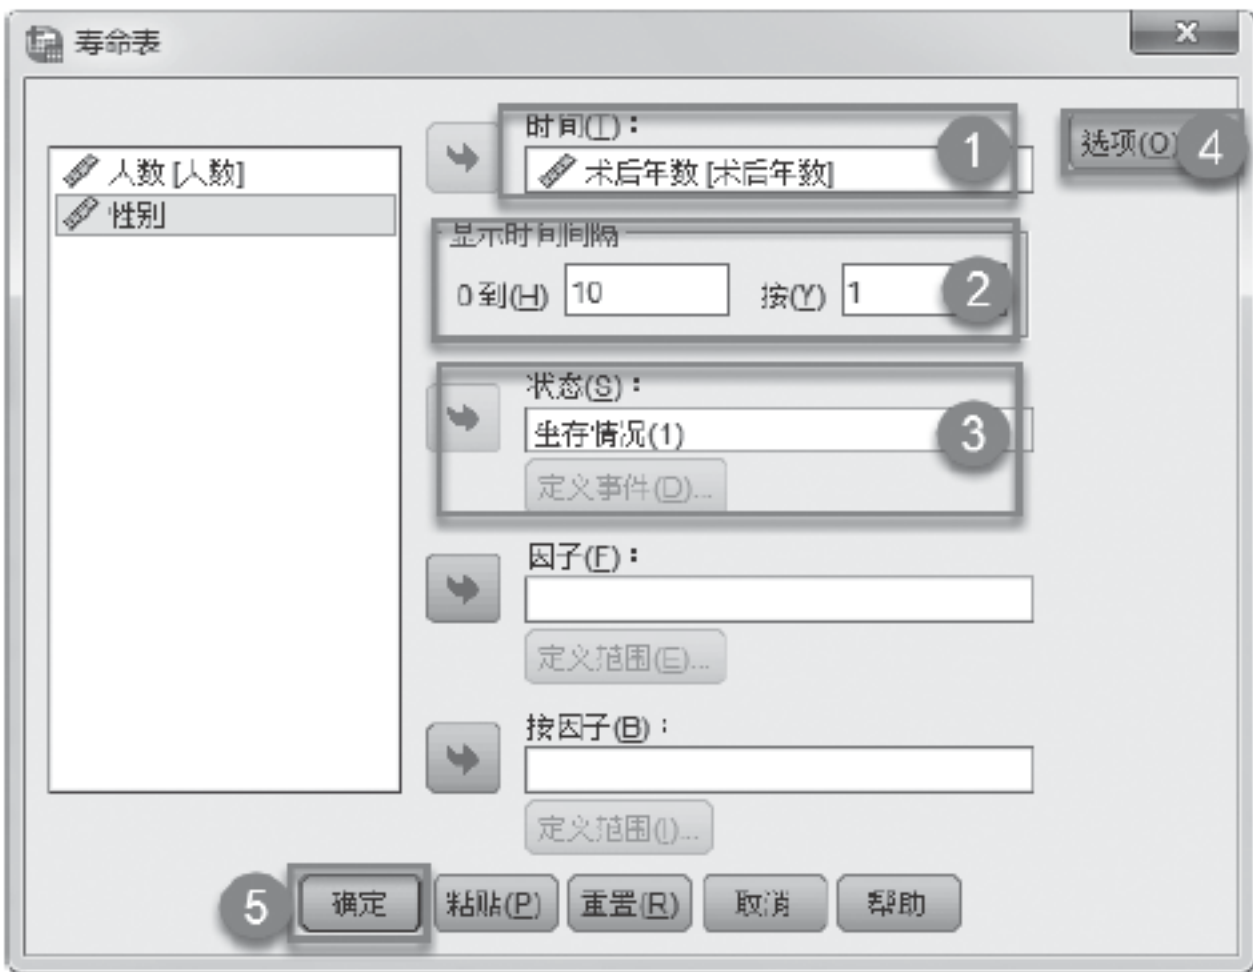 寿命表
人数 [人数]
性别
时间(T)：
术后年数 [术后年数]
1
选项(O)
4
显示时间间隔
0 到(H) 10 按(Y) 1
2
状态(S)：
生存情况(1)
3
定义事件(D)...
因子(F)：
定义范围(E)...
按因子(B)：
定义范围(I)...
5
确定 粘贴(P) 重置(R) 取消 帮助